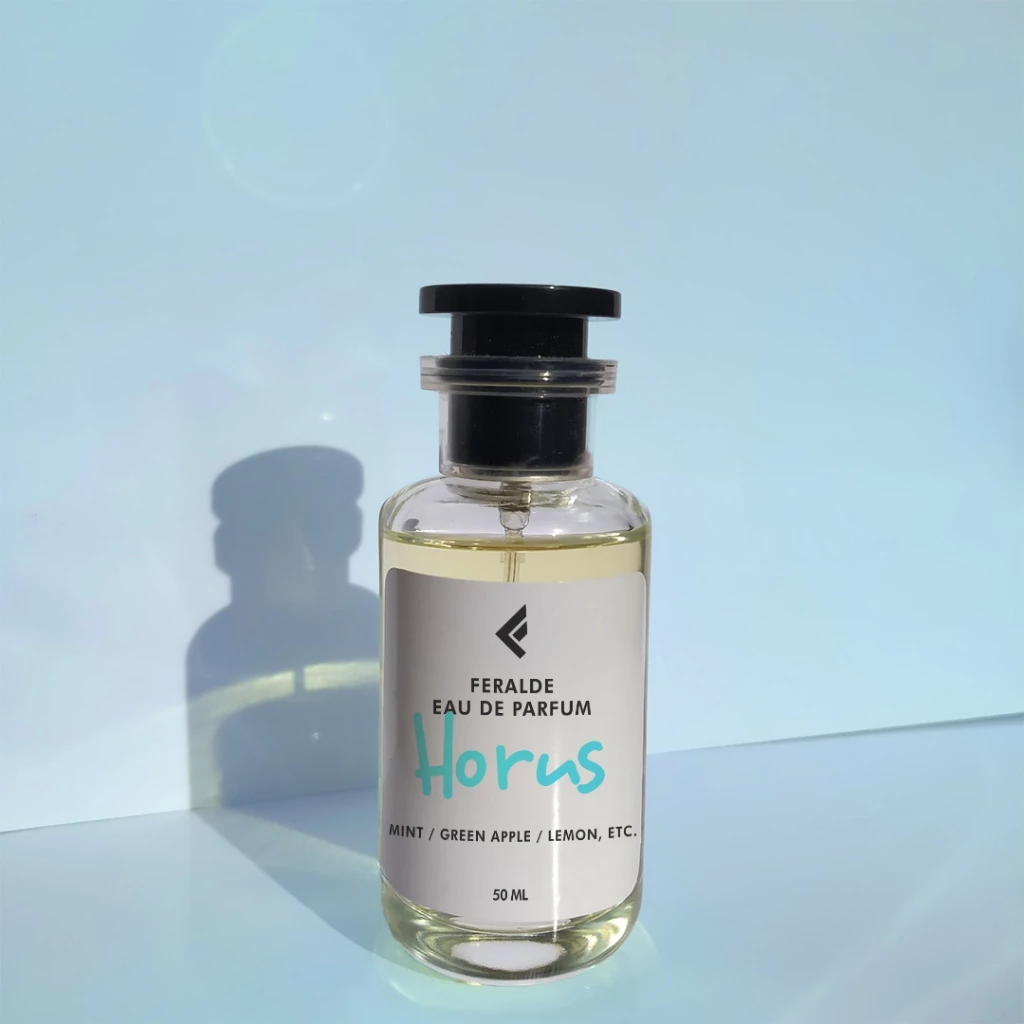 FERALDE
EAU DE PARFUM
Horus
MINT / GREEN APPLE / LEMON, ETC.
50 ML